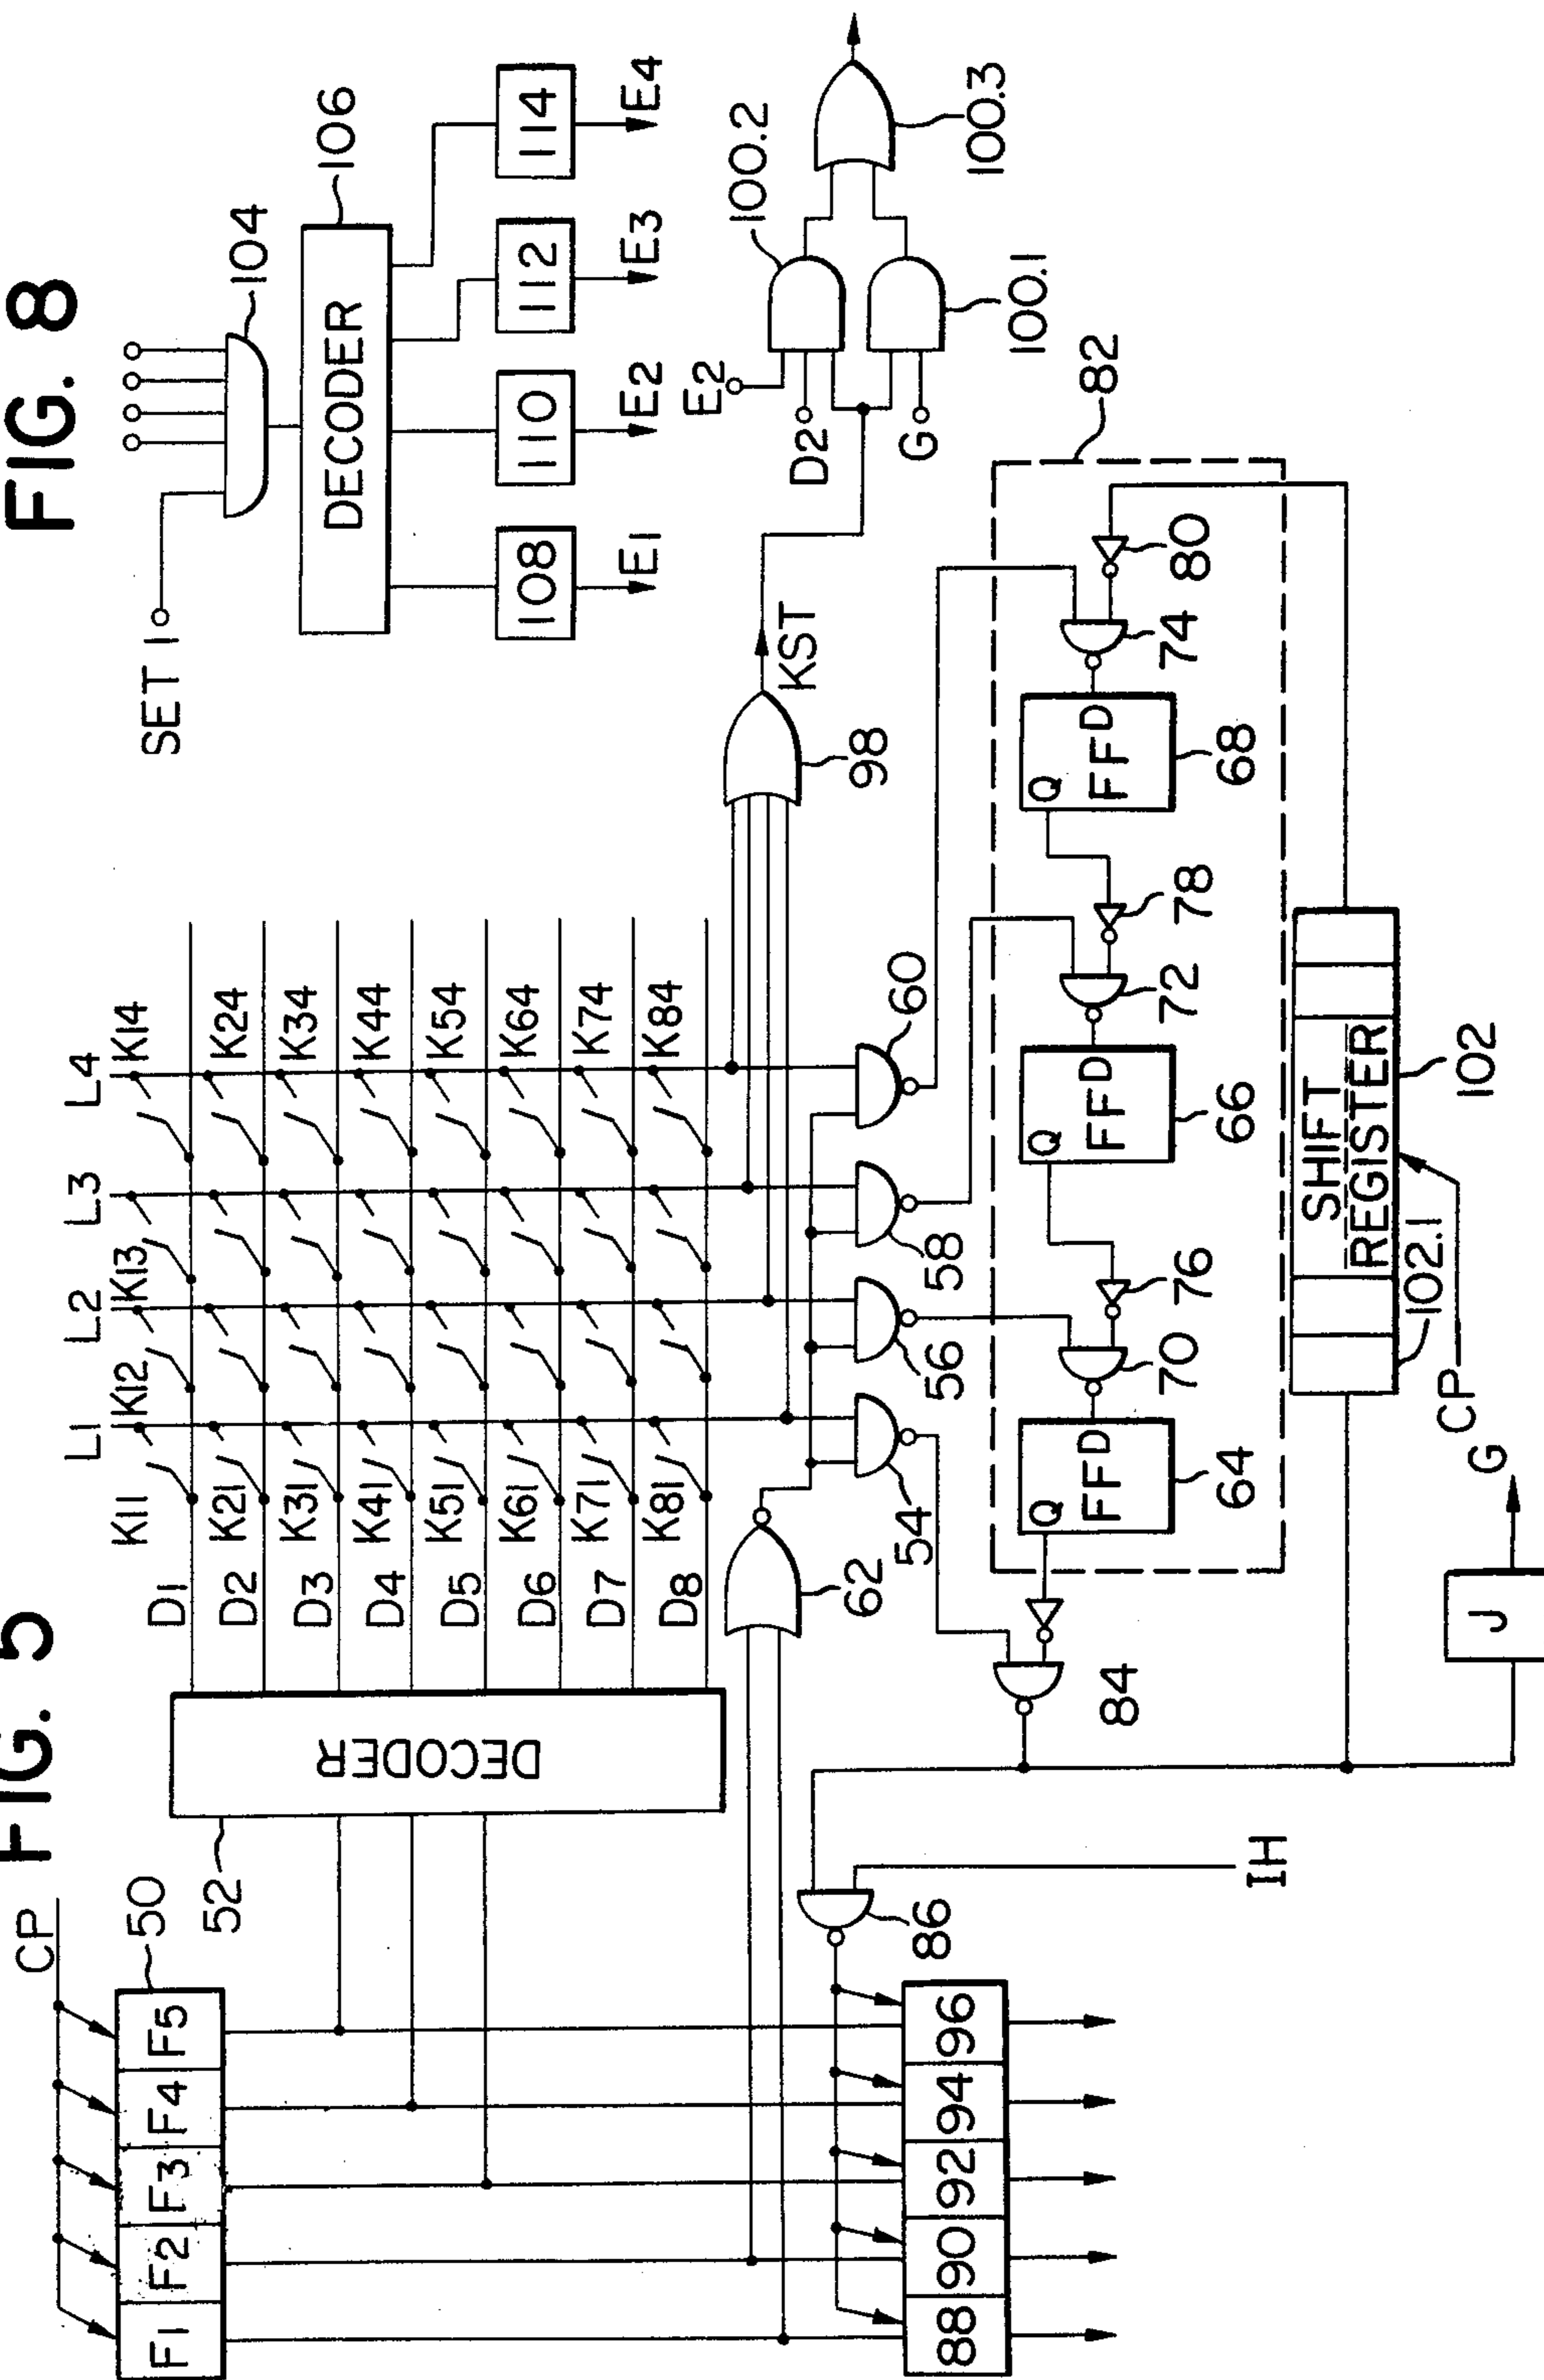 FIG. 5
FIG. 8
CP
50
F1 F2 F3 F4 F5
52
DECODER
D1
D2
D3
D4
D5
D6
D7
D8
L1 L2 L3 L4
K11 K12 K13 K14
K21 K24
K31 K34
K41 K44
K51 K54
K61 K64
K71 K74
K81 K84
62
54 56 58 60
98
KST
SET 1
104
106
DECODER
108 110 112 114
E1 E2 E3 E4
E2
D2
G
100.2
100.1
100.3
82
Q FF D
Q FF D
Q FF D
64 70 76 66 72 78 68 74 80
84
86
IH
88 90 92 94 96
SHIFT
REGISTER
102
102.1
CP
J
G